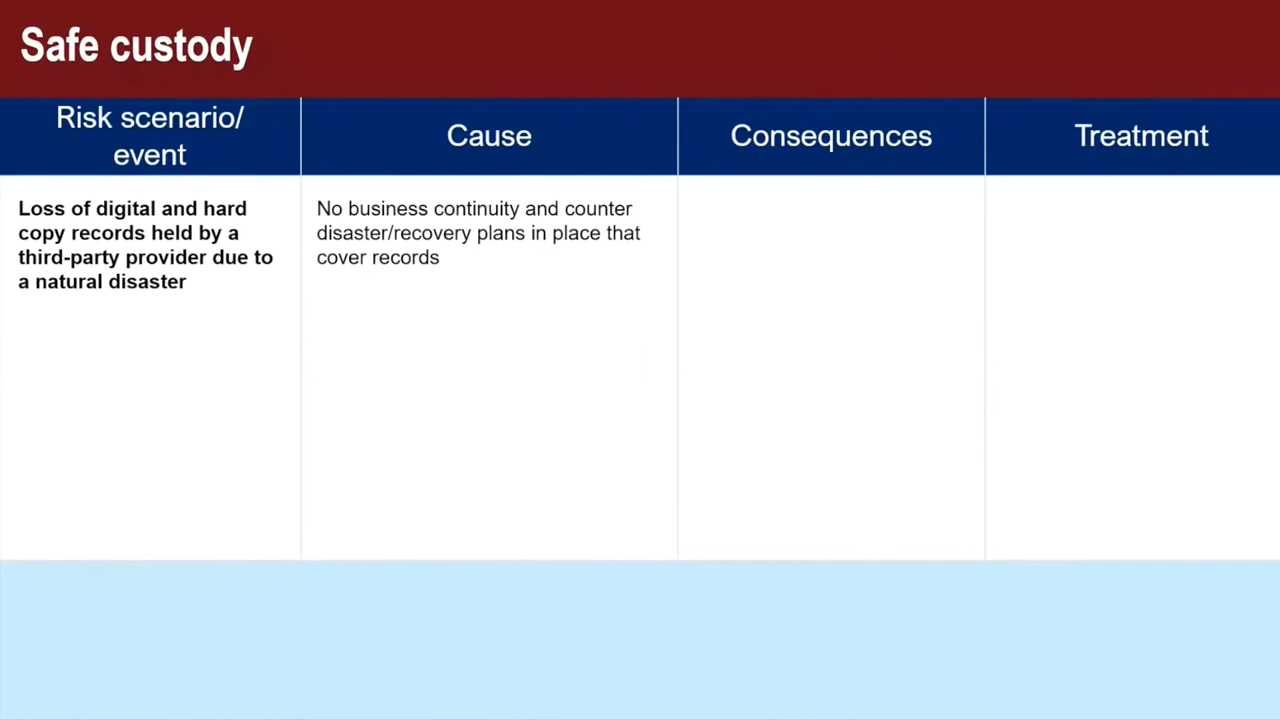 Safe custody
Risk scenario/
event
Cause
Consequences
Treatment
Loss of digital and hard
copy records held by a
third-party provider due to
a natural disaster
No business continuity and counter
disaster/recovery plans in place that
cover records